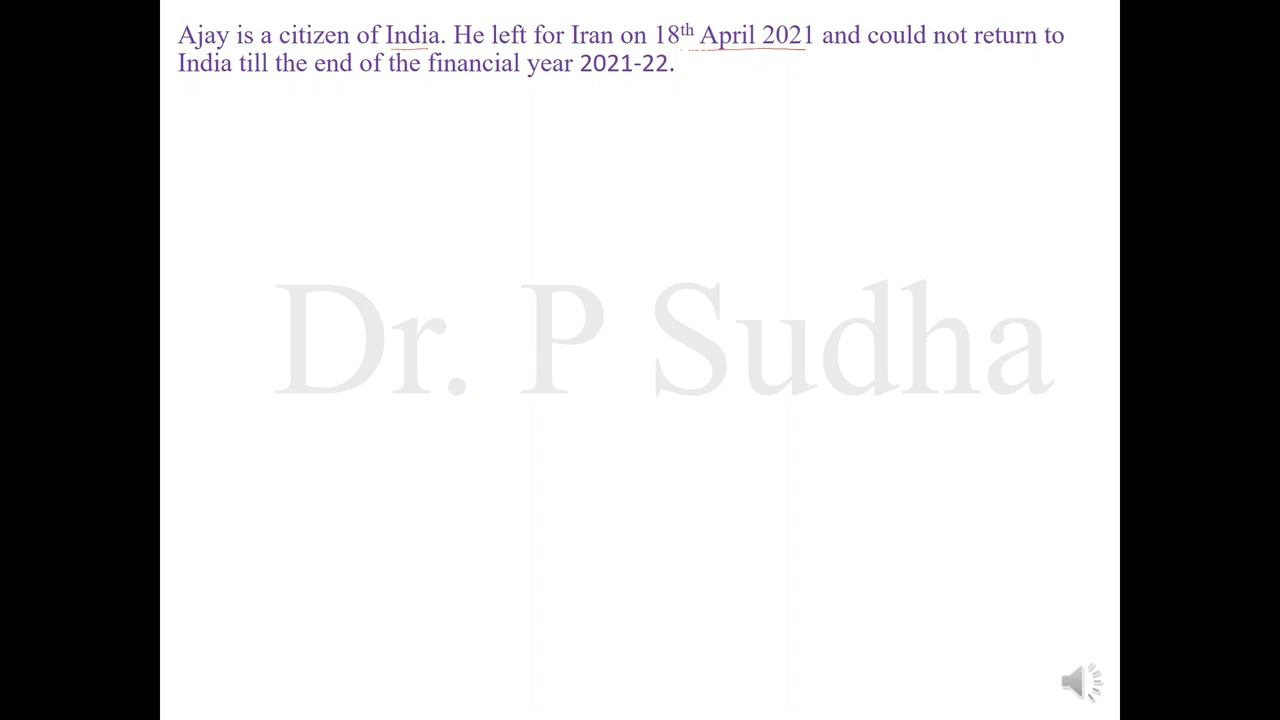 Ajay is a citizen of India. He left for Iran on 18th April 2021 and could not return to
India till the end of the financial year 2021-22.
Dr. P Sudha